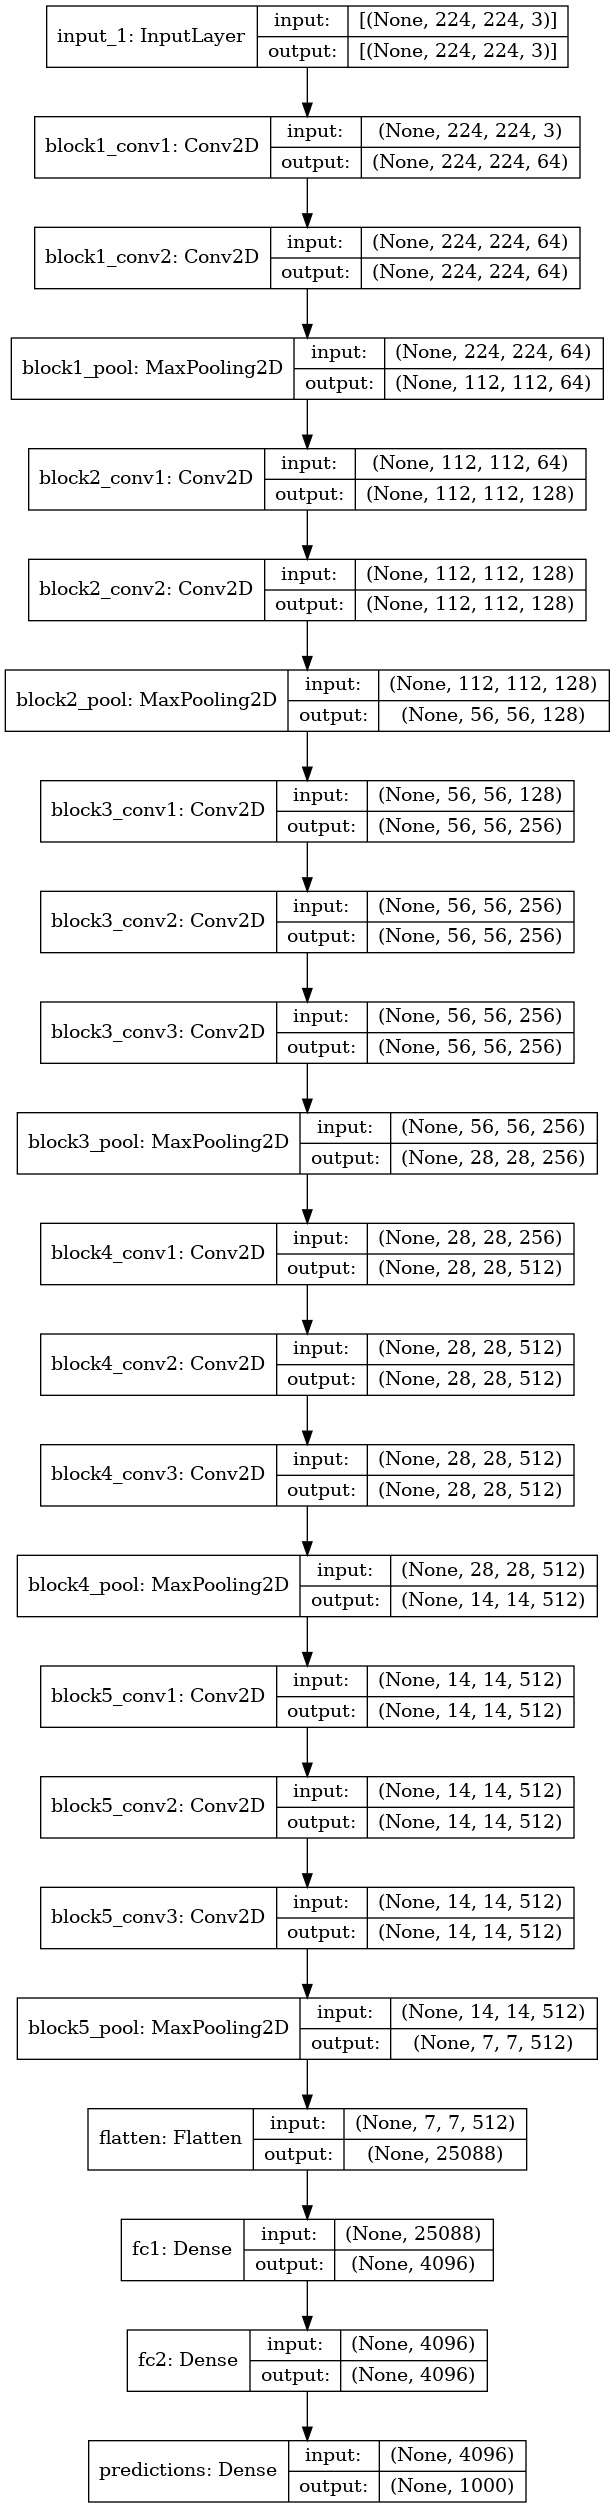 input_1: InputLayer
input: [(None, 224, 224, 3)]
output: [(None, 224, 224, 3)]
block1_conv1: Conv2D
input: (None, 224, 224, 3)
output: (None, 224, 224, 64)
block1_conv2: Conv2D
input: (None, 224, 224, 64)
output: (None, 224, 224, 64)
block1_pool: MaxPooling2D
input: (None, 224, 224, 64)
output: (None, 112, 112, 64)
block2_conv1: Conv2D
input: (None, 112, 112, 64)
output: (None, 112, 112, 128)
block2_conv2: Conv2D
input: (None, 112, 112, 128)
output: (None, 112, 112, 128)
block2_pool: MaxPooling2D
input: (None, 112, 112, 128)
output: (None, 56, 56, 128)
block3_conv1: Conv2D
input: (None, 56, 56, 128)
output: (None, 56, 56, 256)
block3_conv2: Conv2D
input: (None, 56, 56, 256)
output: (None, 56, 56, 256)
block3_conv3: Conv2D
input: (None, 56, 56, 256)
output: (None, 56, 56, 256)
block3_pool: MaxPooling2D
input: (None, 56, 56, 256)
output: (None, 28, 28, 256)
block4_conv1: Conv2D
input: (None, 28, 28, 256)
output: (None, 28, 28, 512)
block4_conv2: Conv2D
input: (None, 28, 28, 512)
output: (None, 28, 28, 512)
block4_conv3: Conv2D
input: (None, 28, 28, 512)
output: (None, 28, 28, 512)
block4_pool: MaxPooling2D
input: (None, 28, 28, 512)
output: (None, 14, 14, 512)
block5_conv1: Conv2D
input: (None, 14, 14, 512)
output: (None, 14, 14, 512)
block5_conv2: Conv2D
input: (None, 14, 14, 512)
output: (None, 14, 14, 512)
block5_conv3: Conv2D
input: (None, 14, 14, 512)
output: (None, 14, 14, 512)
block5_pool: MaxPooling2D
input: (None, 14, 14, 512)
output: (None, 7, 7, 512)
flatten: Flatten
input: (None, 7, 7, 512)
output: (None, 25088)
fc1: Dense
input: (None, 25088)
output: (None, 4096)
fc2: Dense
input: (None, 4096)
output: (None, 4096)
predictions: Dense
input: (None, 4096)
output: (None, 1000)